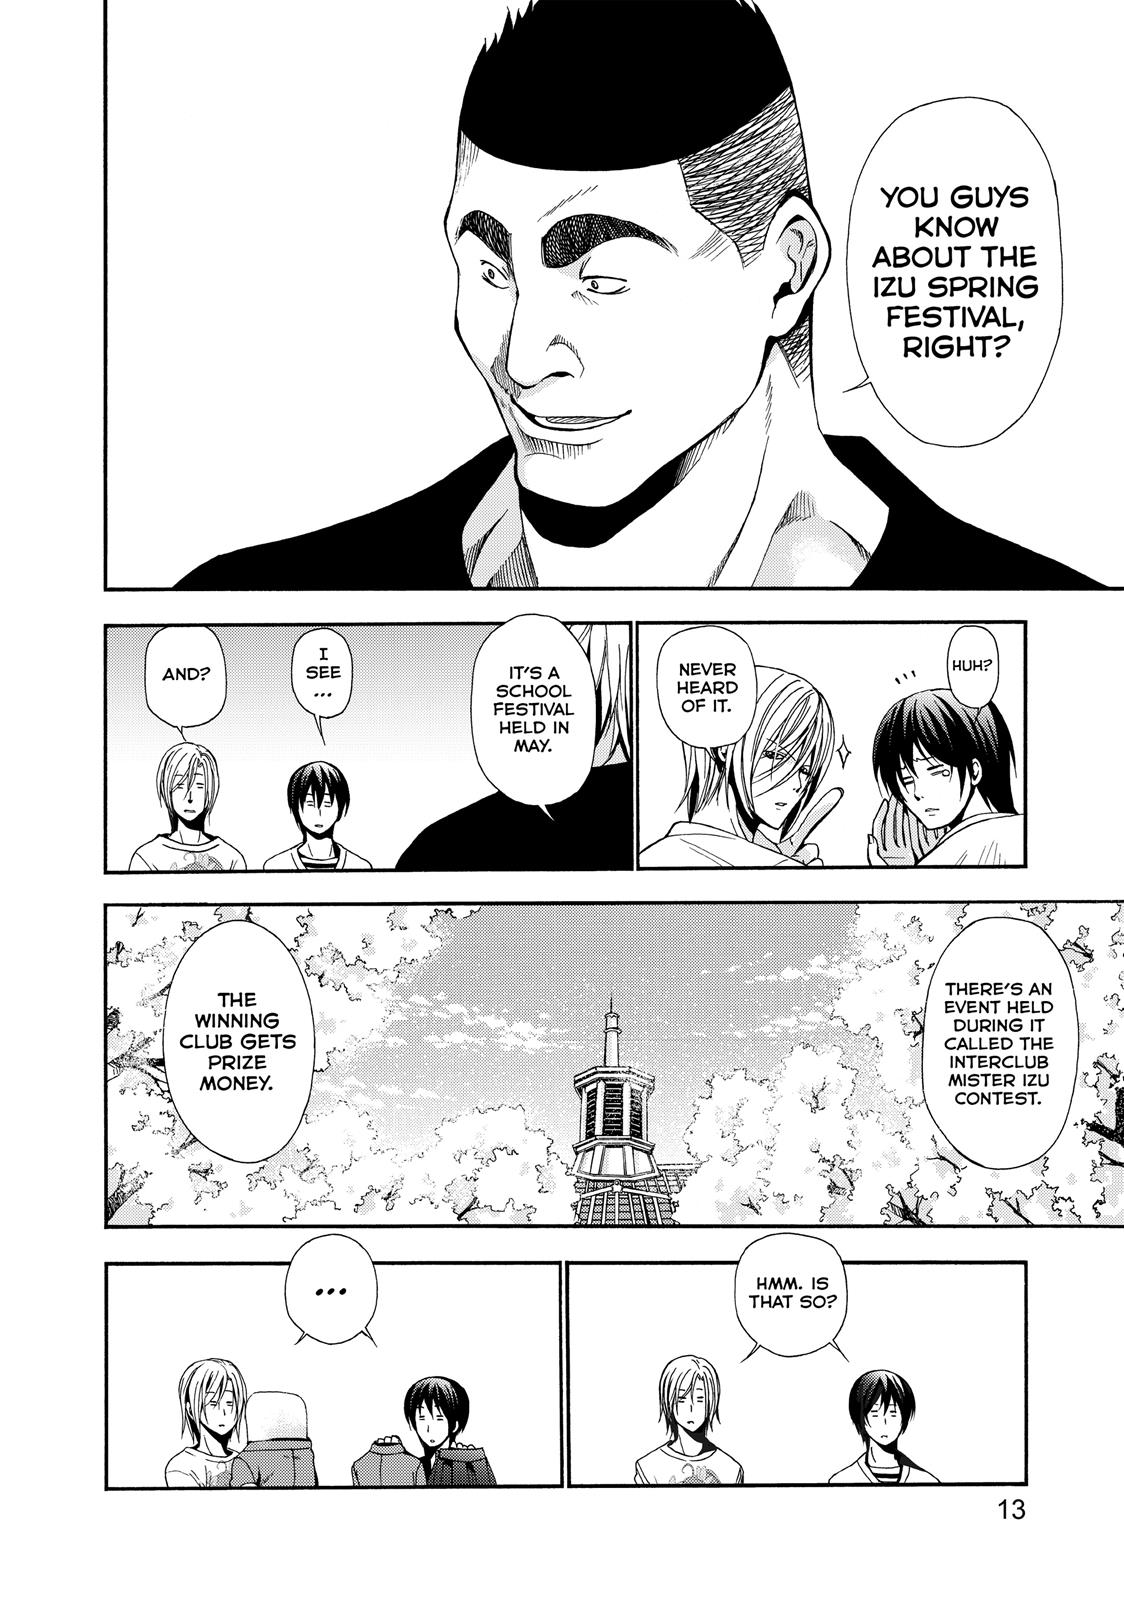 YOU GUYS
KNOW
ABOUT THE
IZU SPRING
FESTIVAL,
RIGHT?
HUH?
NEVER
HEARD
OF IT.
IT'S A
SCHOOL
FESTIVAL
HELD IN
MAY.
I
SEE
...
AND?
THERE'S AN
EVENT HELD
DURING IT
CALLED THE
INTERCLUB
MISTER IZU
CONTEST.
THE
WINNING
CLUB GETS
PRIZE
MONEY.
HMM. IS
THAT SO?
...
13